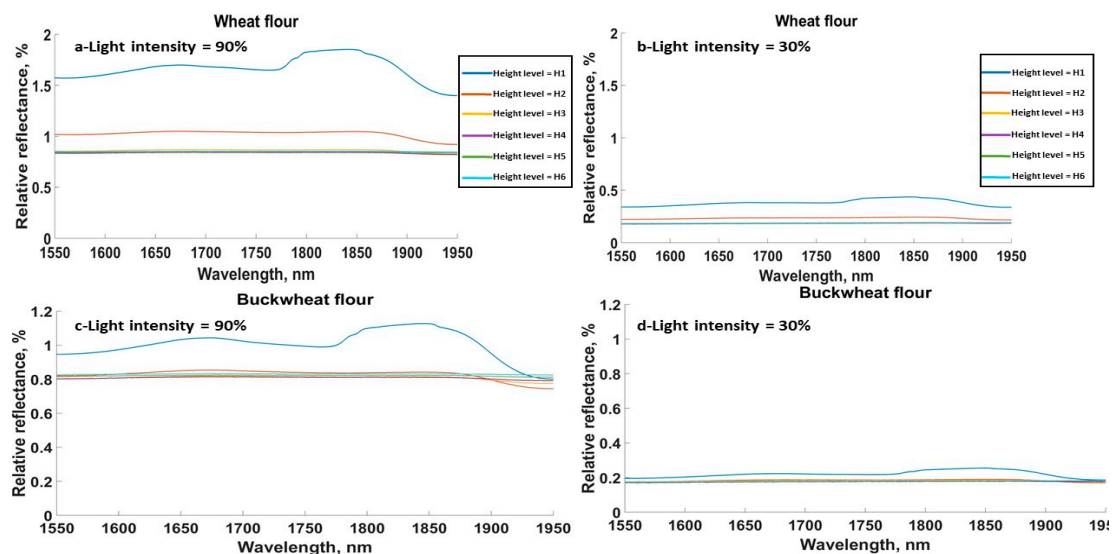 Wheat flour
a-Light intensity = 90%
Relative reflectance, %
2
1.5
1
0.5
0
1550 1600 1650 1700 1750 1800 1850 1900 1950
Wavelength, nm
Height level = H1
Height level = H2
Height level = H3
Height level = H4
Height level = H5
Height level = H6
Wheat flour
b-Light intensity = 30%
Relative reflectance, %
2
1.5
1
0.5
0
1550 1600 1650 1700 1750 1800 1850 1900 1950
Wavelength, nm
Height level = H1
Height level = H2
Height level = H3
Height level = H4
Height level = H5
Height level = H6
Buckwheat flour
c-Light intensity = 90%
Relative reflectance, %
1.2
1
0.8
0.6
0.4
0.2
0
1550 1600 1650 1700 1750 1800 1850 1900 1950
Wavelength, nm
Buckwheat flour
d-Light intensity = 30%
Relative reflectance, %
1.2
1
0.8
0.6
0.4
0.2
0
1550 1600 1650 1700 1750 1800 1850 1900 1950
Wavelength, nm